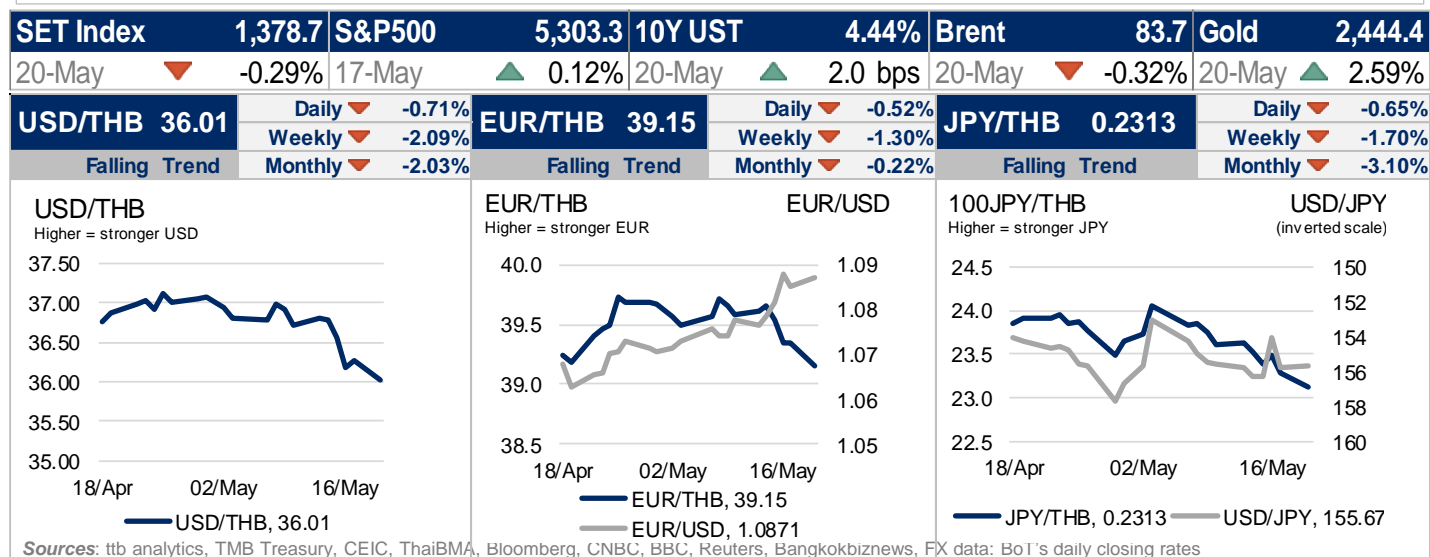 SET Index 1,378.7 S&P500 5,303.3 10Y UST 4.44% Brent 83.7 Gold 2,444.4
20-May -0.29% 17-May 0.12% 20-May 2.0 bps 20-May -0.32% 20-May 2.59%
USD/THB 36.01
Daily -0.71%
Weekly -2.09%
Falling Trend Monthly -2.03%
EUR/THB 39.15
Daily -0.52%
Weekly -1.30%
Falling Trend Monthly -0.22%
JPY/THB 0.2313
Daily -0.65%
Weekly -1.70%
Falling Trend Monthly -3.10%
USD/THB
Higher = stronger USD
37.50
37.00
36.50
36.00
35.50
35.00
18/Apr 02/May 16/May
USD/THB, 36.01
EUR/THB EUR/USD
Higher = stronger EUR
40.0 1.09
39.5 1.08
39.0 1.07
38.5 1.06
1.05
18/Apr 02/May 16/May
EUR/THB, 39.15
EUR/USD, 1.0871
100JPY/THB USD/JPY
Higher = stronger JPY (inverted scale)
24.5 150
24.0 152
23.5 154
23.0 156
22.5 158
160
18/Apr 02/May 16/May
JPY/THB, 0.2313 USD/JPY, 155.67
Sources: ttb analytics, TMB Treasury, CEIC, ThaiBMA, Bloomberg, CNBC, BBC, Reuters, Bangkokbiznews, FX data: BoT's daily closing rates